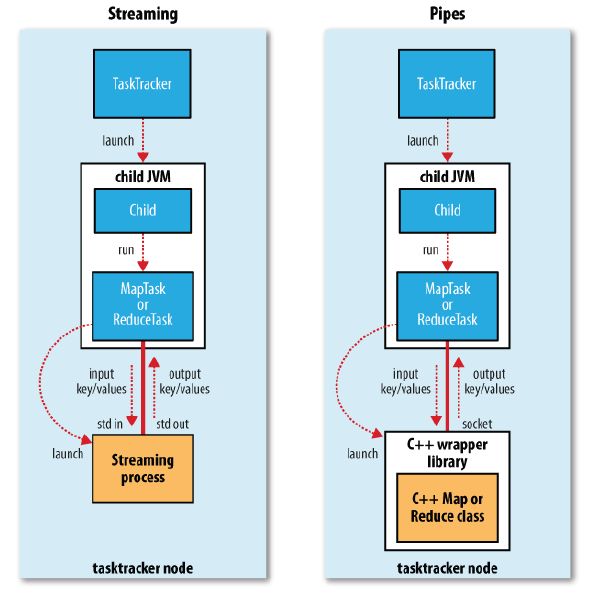 Streaming
TaskTracker
launch
child JVM
Child
run
MapTask
or
ReduceTask
input
key/values
output
key/values
std in
std out
launch
Streaming
process
tasktracker node
Pipes
TaskTracker
launch
child JVM
Child
run
MapTask
or
ReduceTask
input
key/values
output
key/values
socket
launch
C++ wrapper
library
C++ Map or
Reduce class
tasktracker node